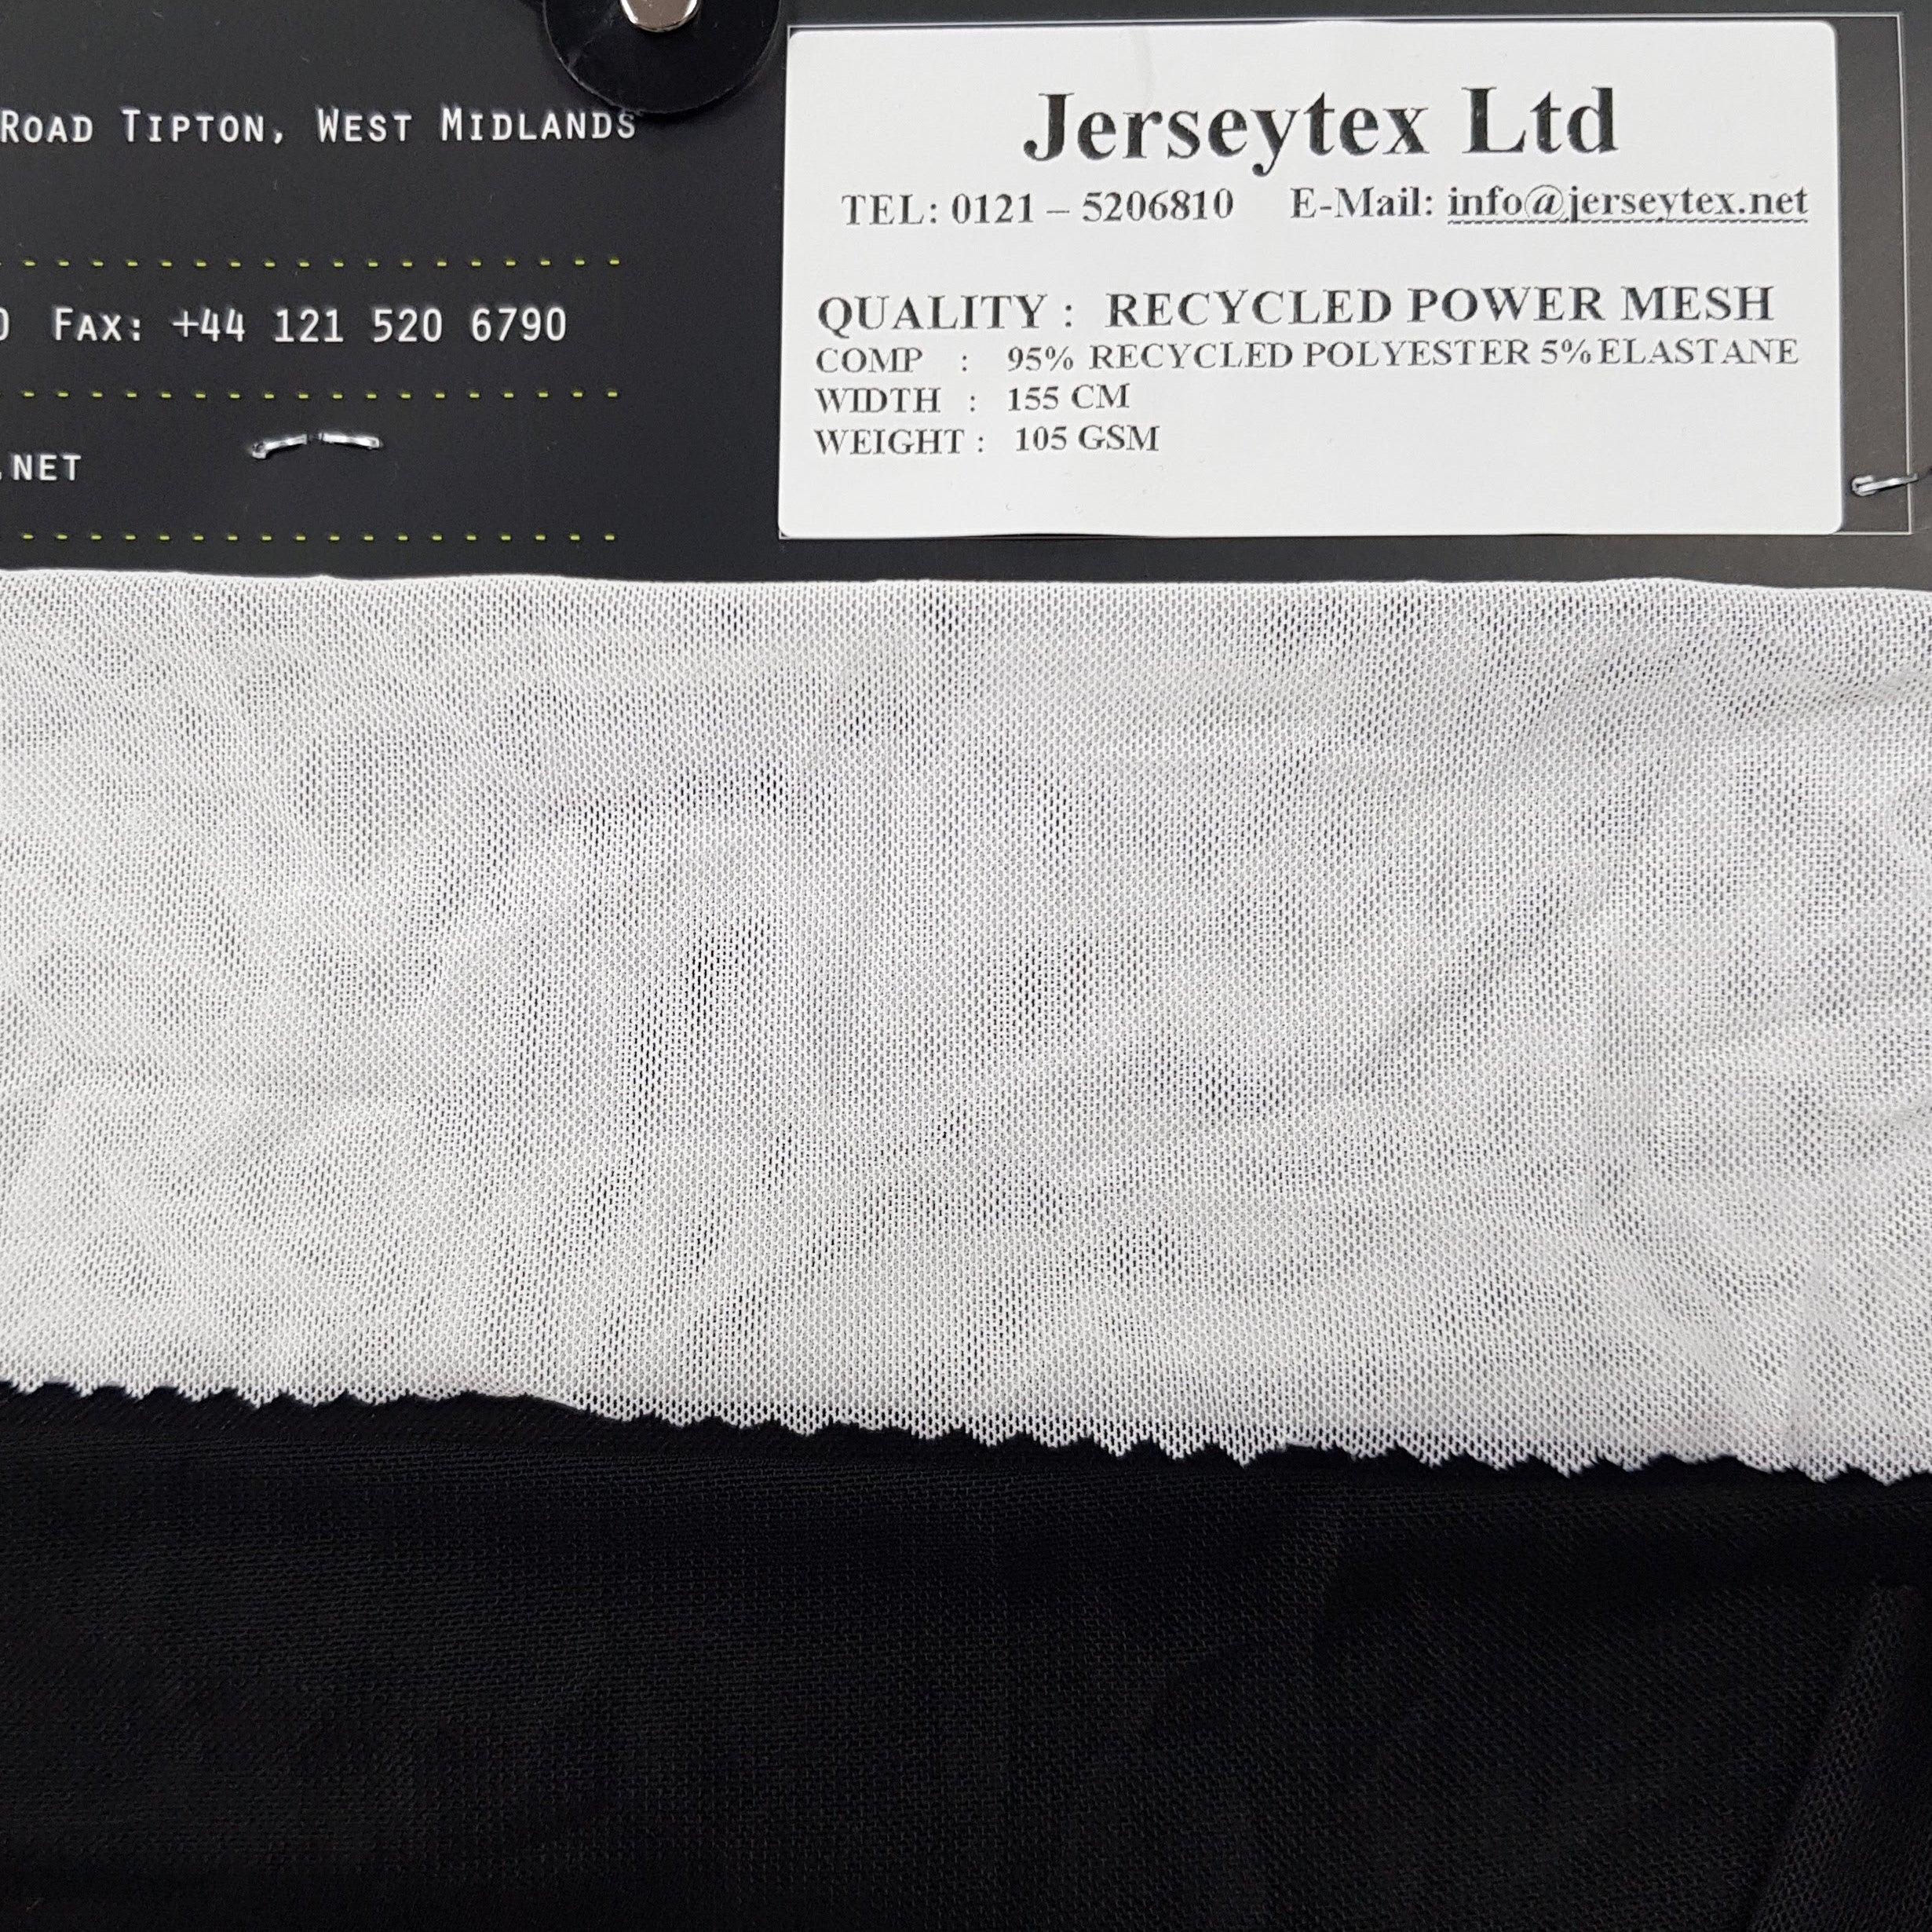 ROAD TIPTON, WEST MIDLANDS
0 FAX: +44 121 520 6790
.NET
Jerseytex Ltd
TEL: 0121 – 5206810 E-Mail: info@jerseytex.net
QUALITY : RECYCLED POWER MESH
COMP : 95% RECYCLED POLYESTER 5% ELASTANE
WIDTH : 155 CM
WEIGHT : 105 GSM